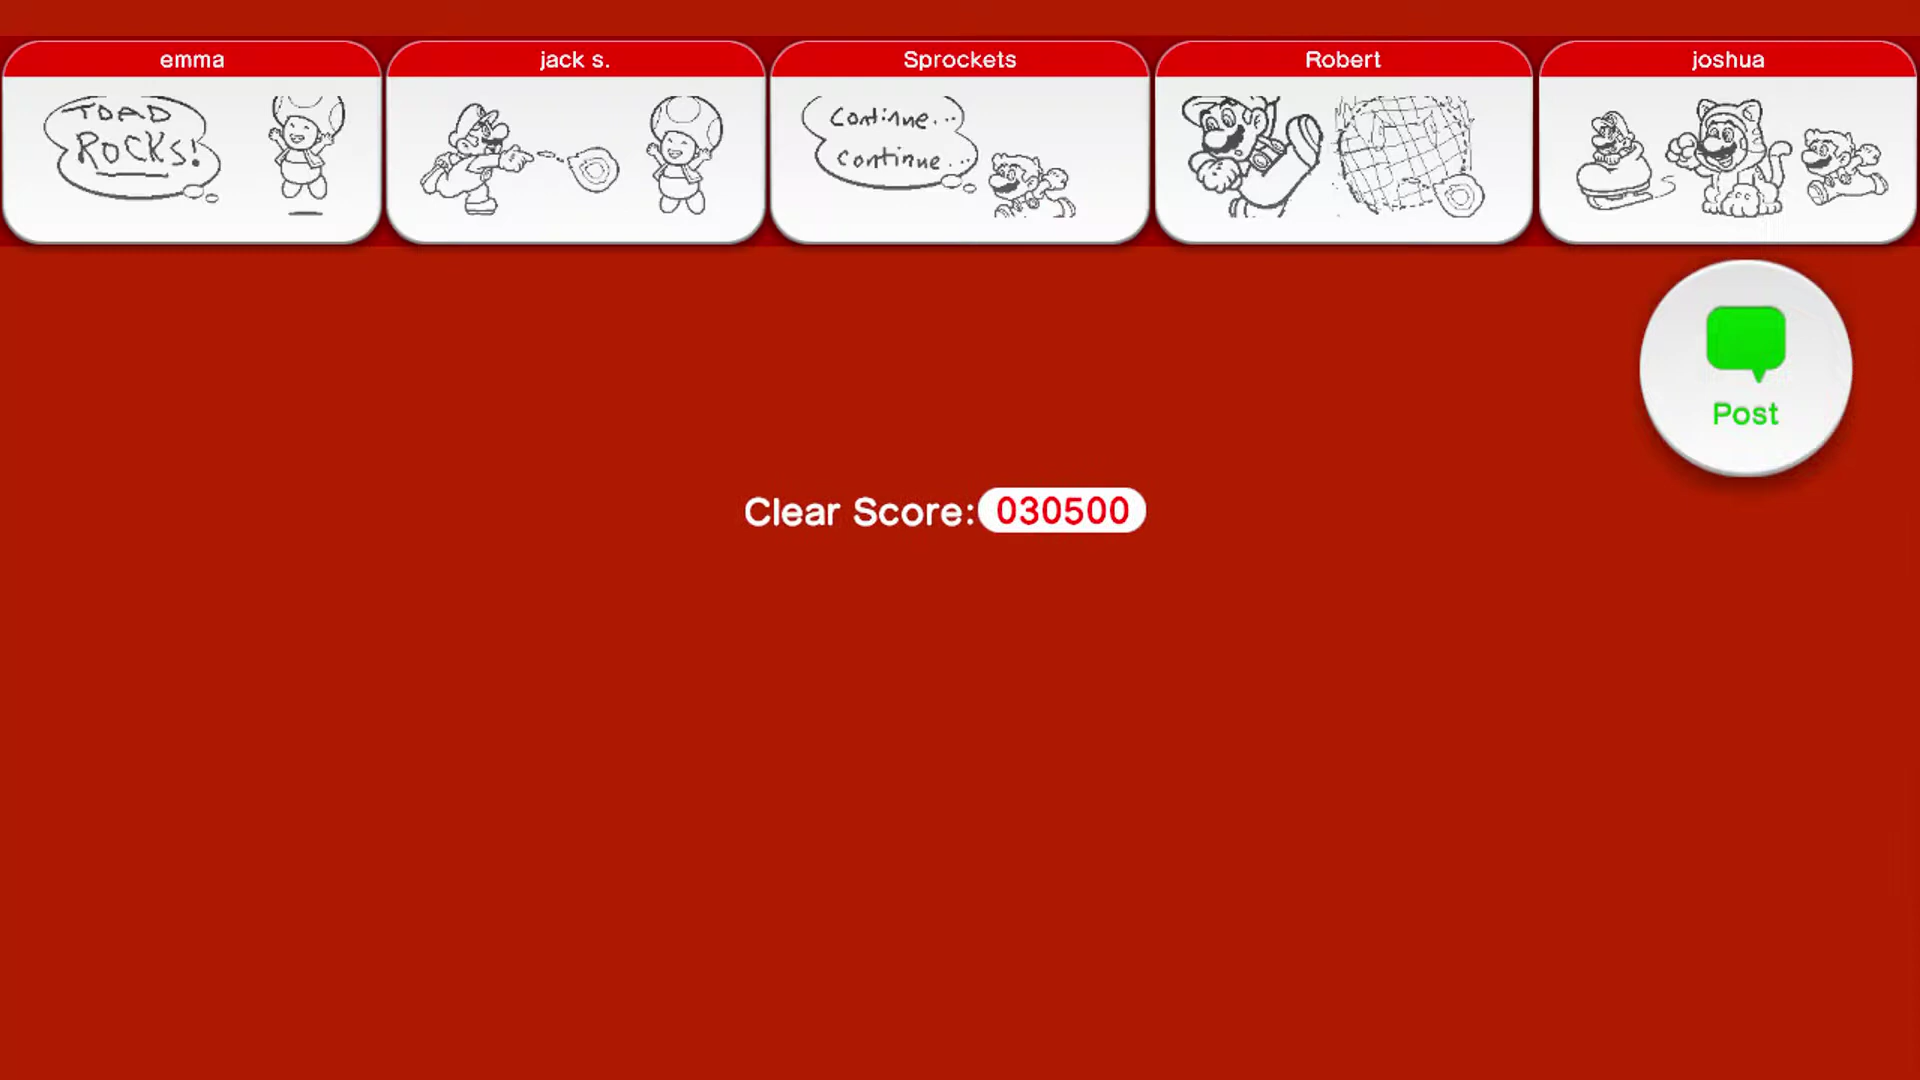 emma
jack s.
Sprockets
Robert
joshua
TOAD
ROCKS!
Continue...
continue...
Post
Clear Score: 030500